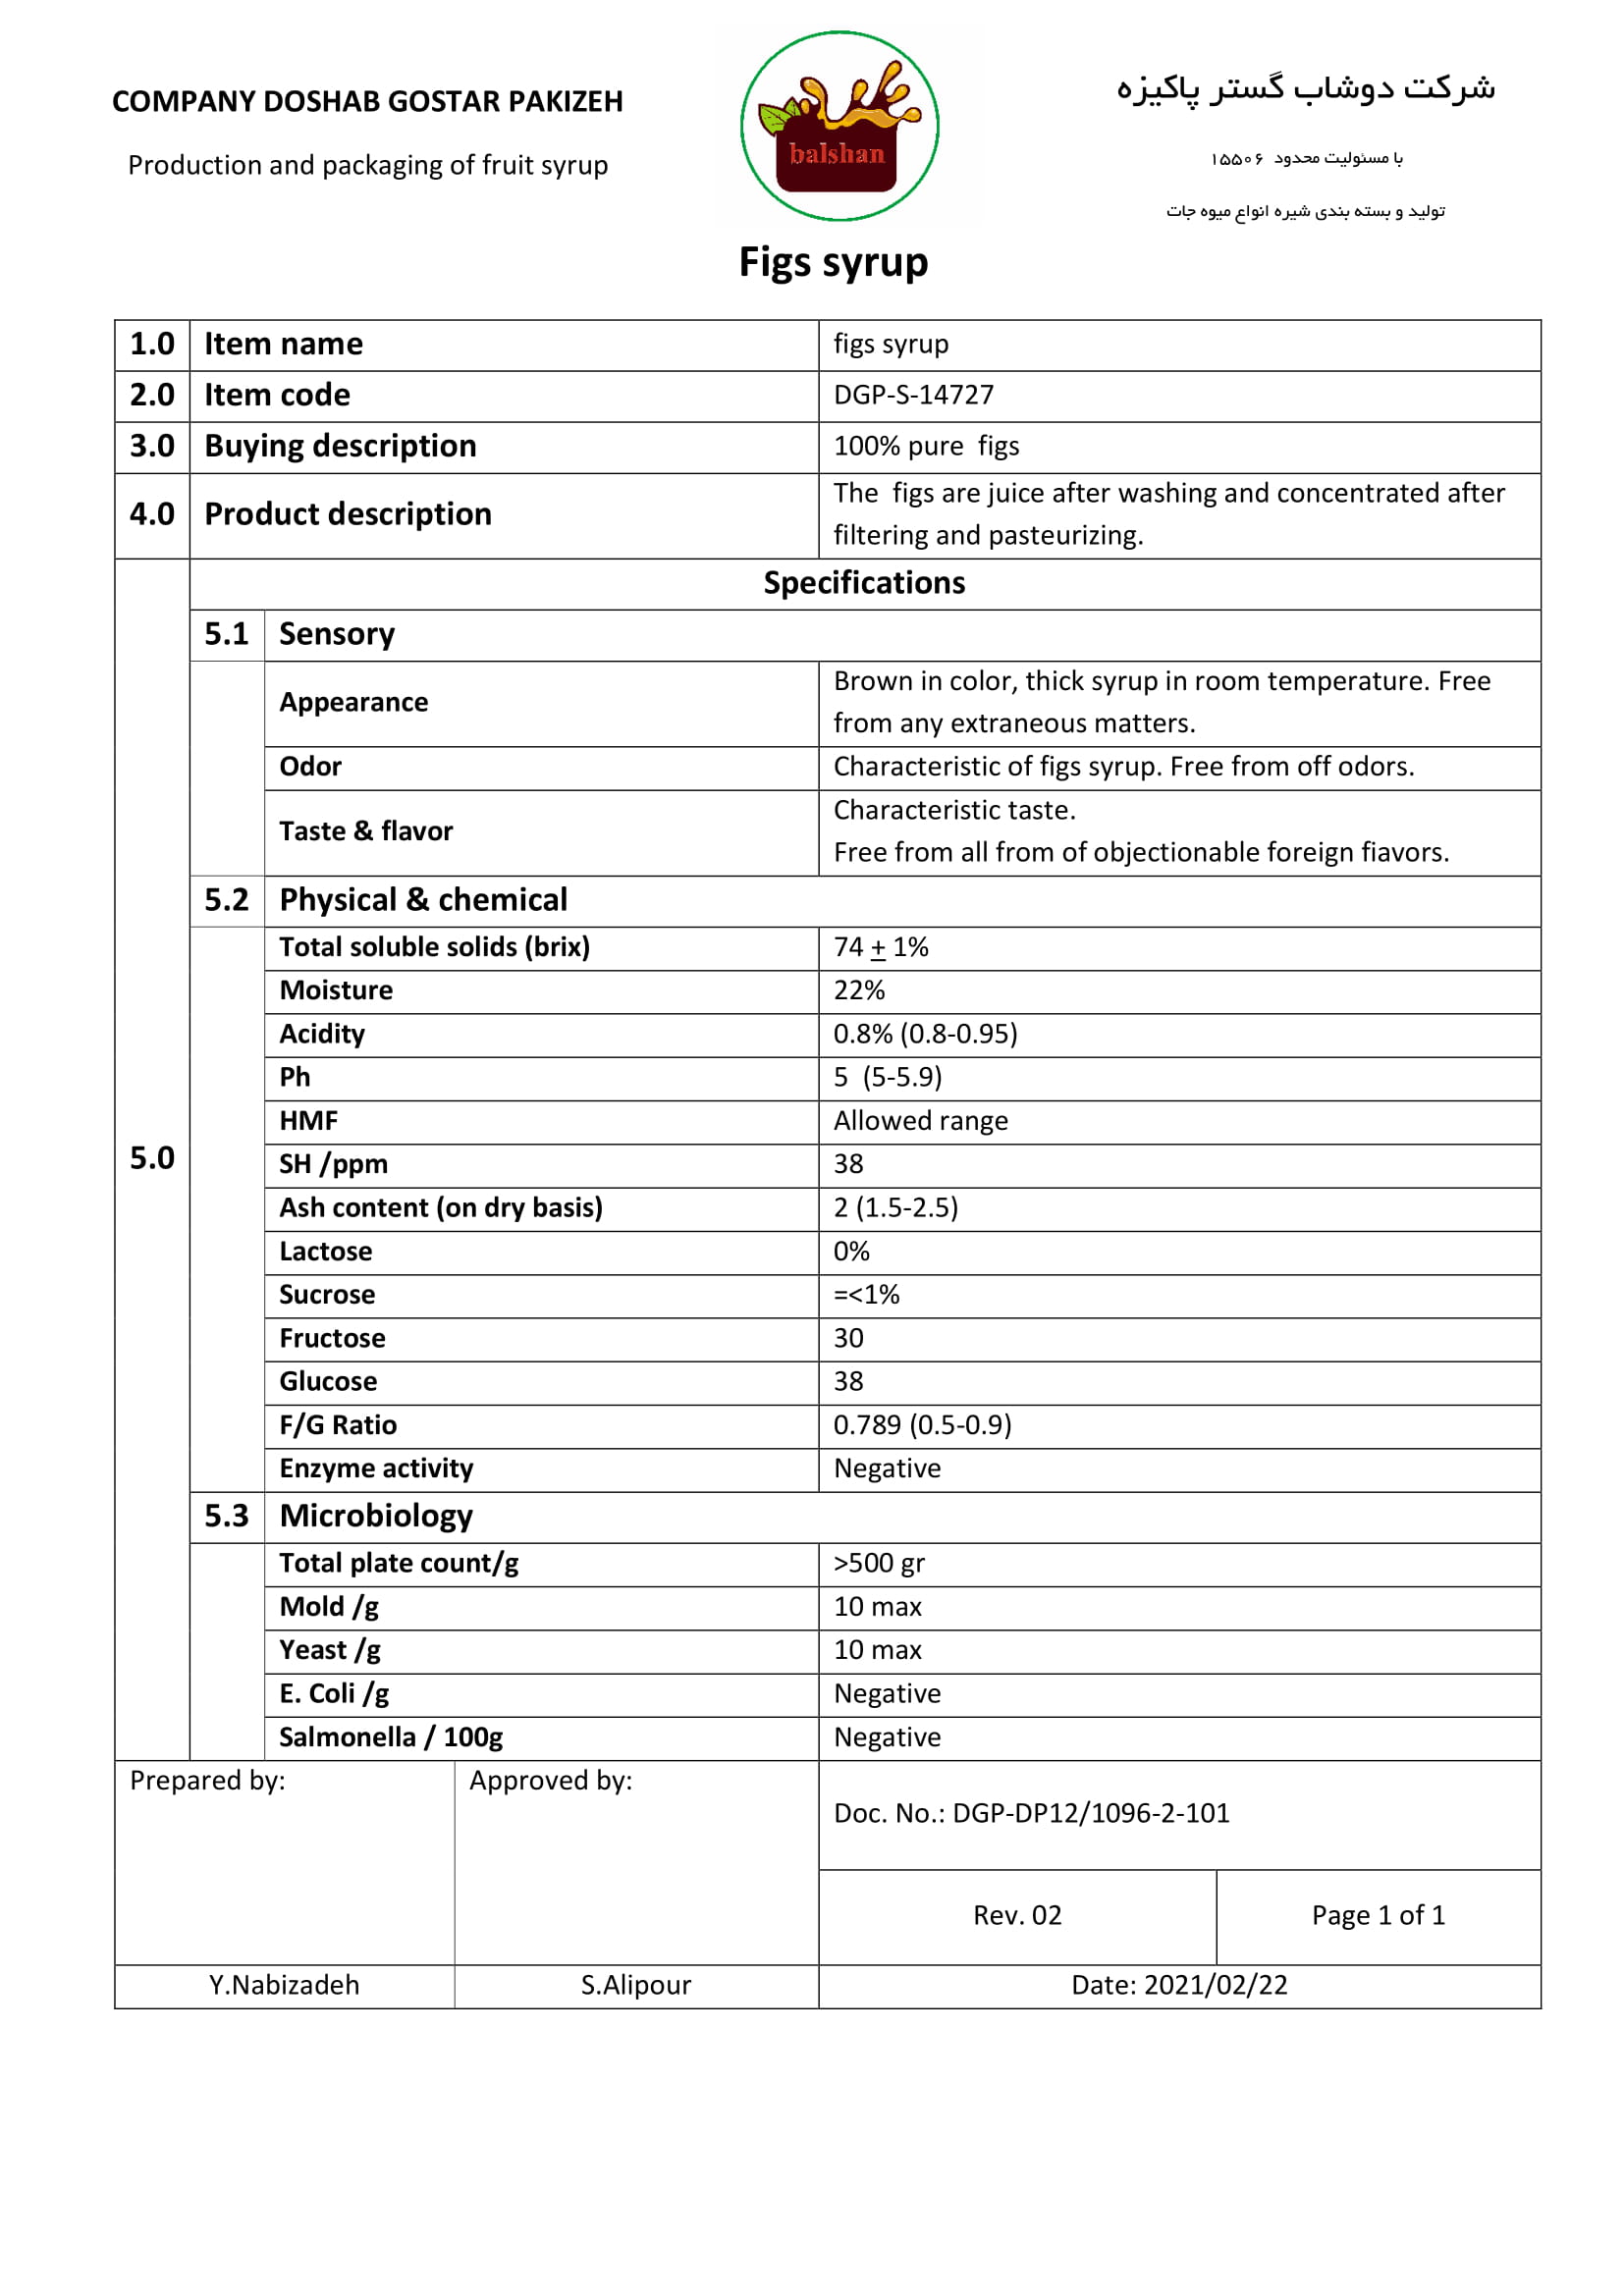 COMPANY DOSHAB GOSTAR PAKIZEH
Production and packaging of fruit syrup
balshan
شرکت دوشاب گستر پاکیزه
با مسئولیت محدود ۱۵۵۰۶
تولید و بسته بندی شیره انواع میوه جات
Figs syrup
1.0 Item name figs syrup
2.0 Item code DGP-S-14727
3.0 Buying description 100% pure figs
4.0 Product description The figs are juice after washing and concentrated after
filtering and pasteurizing.
5.0
Specifications
5.1 Sensory
Appearance Brown in color, thick syrup in room temperature. Free
from any extraneous matters.
Odor Characteristic of figs syrup. Free from off odors.
Taste & flavor Characteristic taste.
Free from all from of objectionable foreign fiavors.
5.2 Physical & chemical
Total soluble solids (brix) 74 ± 1%
Moisture 22%
Acidity 0.8% (0.8-0.95)
Ph 5 (5-5.9)
HMF Allowed range
SH /ppm 38
Ash content (on dry basis) 2 (1.5-2.5)
Lactose 0%
Sucrose =<1%
Fructose 30
Glucose 38
F/G Ratio 0.789 (0.5-0.9)
Enzyme activity Negative
5.3 Microbiology
Total plate count/g >500 gr
Mold /g 10 max
Yeast /g 10 max
E. Coli /g Negative
Salmonella / 100g Negative
Prepared by: Approved by:
Doc. No.: DGP-DP12/1096-2-101
Rev. 02 Page 1 of 1
Y.Nabizadeh S.Alipour Date: 2021/02/22